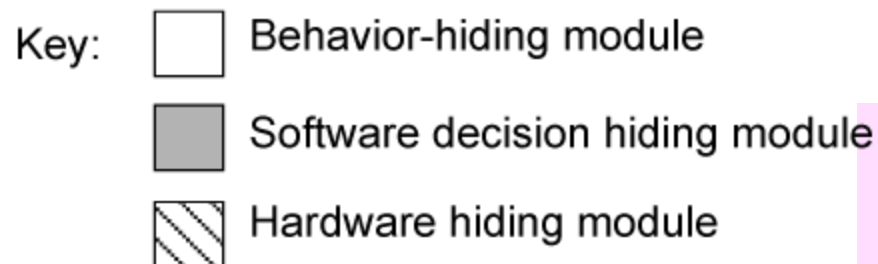 Key: Behavior-hiding module
Software decision hiding module
Hardware hiding module